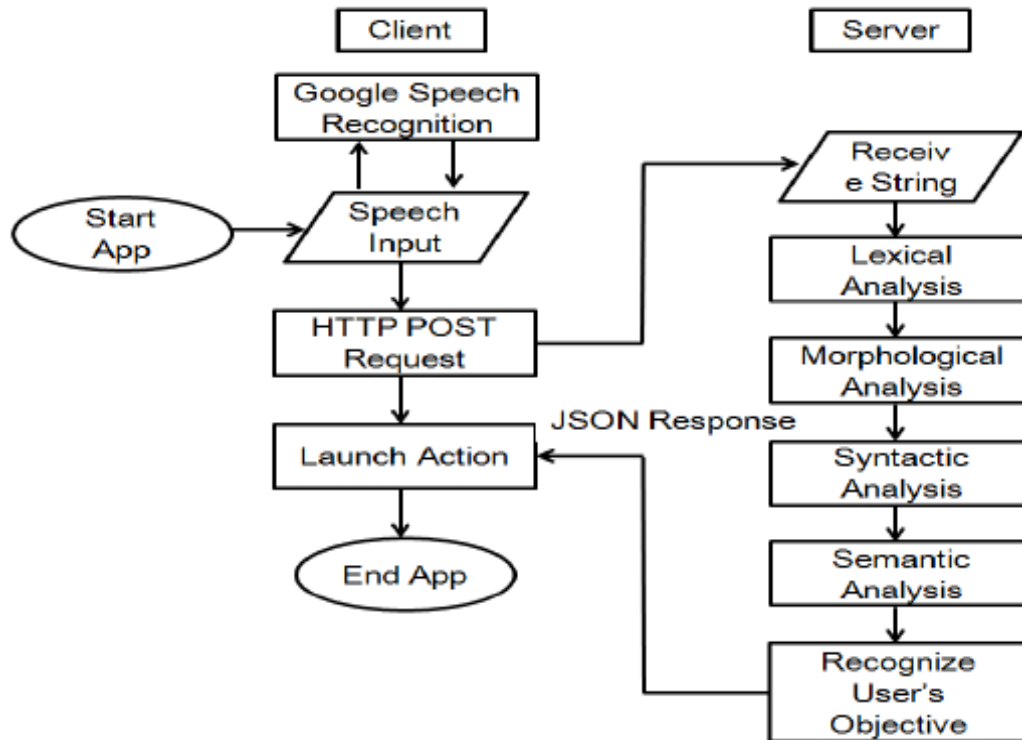 Client
Google Speech
Recognition
Start
App
Speech
Input
HTTP POST
Request
JSON Response
Launch Action
End App
Server
Receiv
e String
Lexical
Analysis
Morphological
Analysis
Syntactic
Analysis
Semantic
Analysis
Recognize
User's
Objective